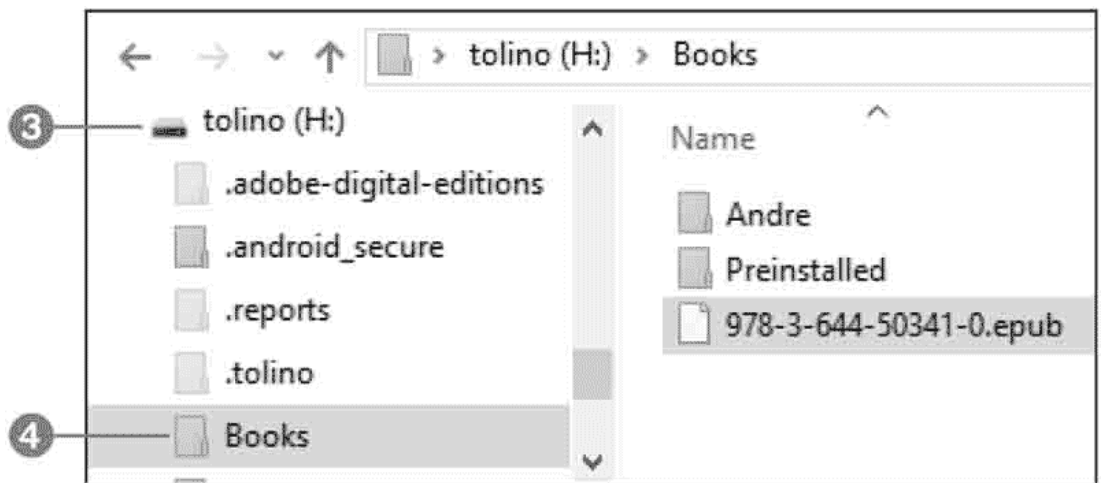 tolino (H:) > Books
3
tolino (H:)
.adobe-digital-editions
.android_secure
.reports
.tolino
4
Books
Name
Andre
Preinstalled
978-3-644-50341-0.epub